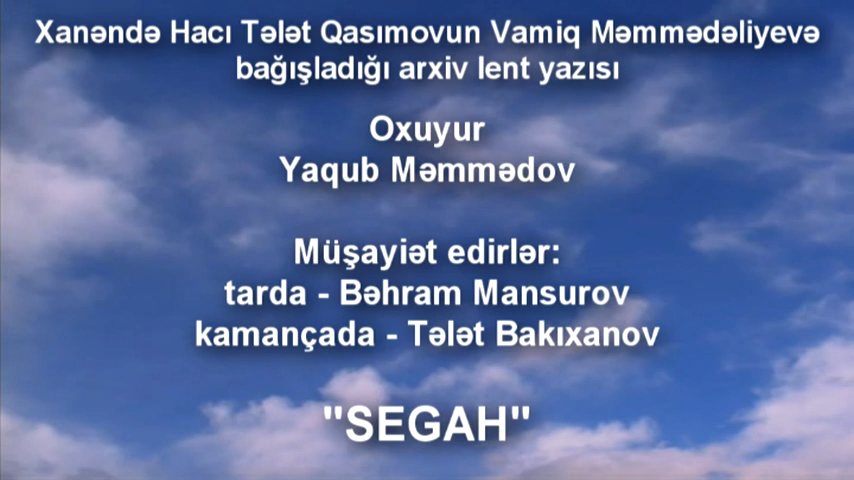 Xanəndə Hacı Tələt Qasımovun Vamiq Məmmədəliyevə
bağışladığı arxiv lent yazısı
Oxuyur
Yaqub Məmmədov
Müşayiət edirlər:
tarda - Bəhram Mansurov
kamançada - Tələt Bakıxanov
"SEGAH"